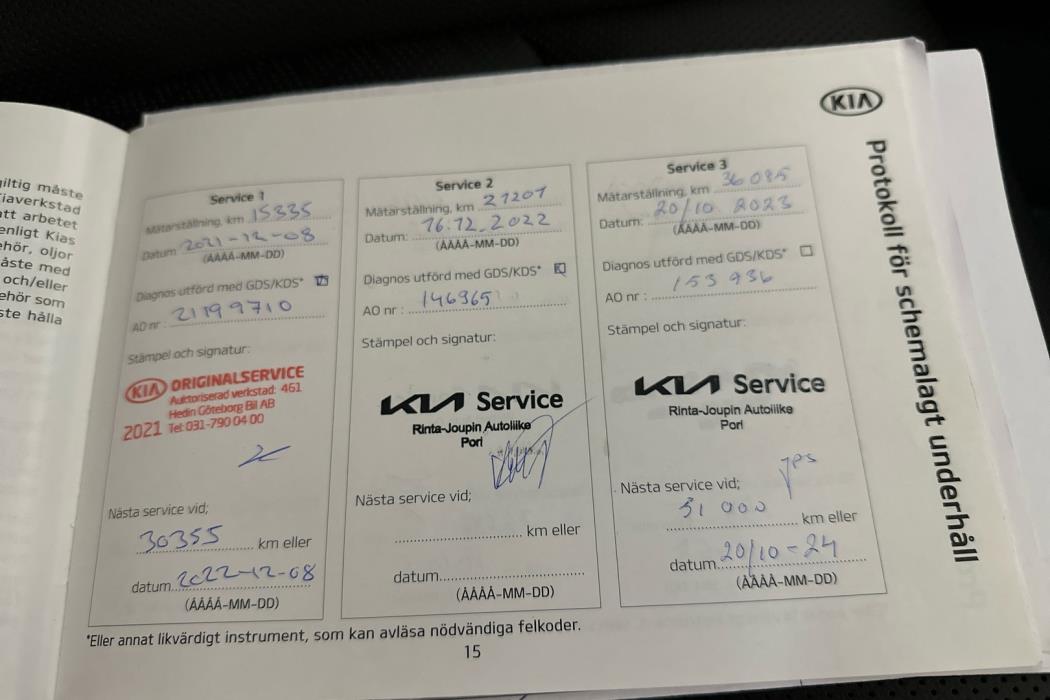 giltig måste
iaverkstad
att arbetet
enligt Kias
ehör, oljor
åste med
och/eller
ehör som
ste hålla
KIA
Protokoll för schemalagt underhåll
Service 1
Mätarställning, km 15335
Datum: 2021-12-08
(ÅÅÅÅ-MM-DD)
Diagnos utförd med GDS/KDS*
AO nr : 21199710
Stämpel och signatur:
KIA ORIGINALSERVICE
Auktoriserad verkstad: 461
Hedin Göteborg Bil AB
2021 Tel: 031-790 04 00
Nästa service vid;
30355 km eller
datum. 2022-12-08
(ÅÅÅÅ-MM-DD)
Service 2
Mätarställning, km 27207
Datum: 16.12.2022
(ÅÅÅÅ-MM-DD)
Diagnos utförd med GDS/KDS*
AO nr : 146965
Stämpel och signatur:
KIA Service
Rinta-Joupin Autoliike
Pori
Nästa service vid;
km eller
datum
(ÅÅÅÅ-MM-DD)
Service 3
Mätarställning, km 36085
Datum: 20/10. 2023
(ÅÅÅÅ-MM-DD)
Diagnos utförd med GDS/KDS*
AO nr : 153936
Stämpel och signatur:
KIA Service
Rinta-Joupin Autoliike
Pori
Nästa service vid;
51 000 km eller
datum. 20/10-24
(ÅÅÅÅ-MM-DD)
*Eller annat likvärdigt instrument, som kan avläsa nödvändiga felkoder.
15